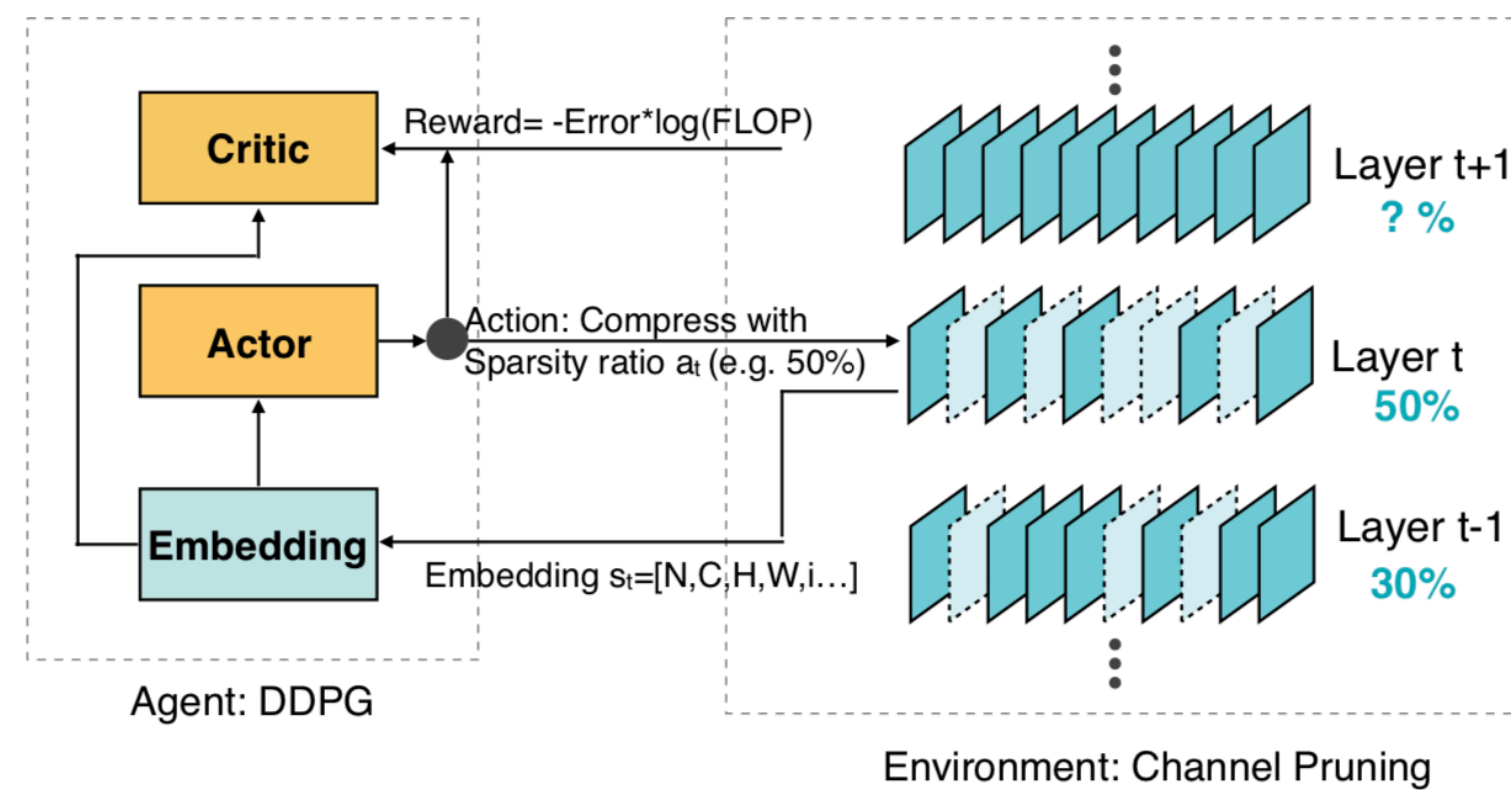 Critic
Reward= -Error*log(FLOP)
Layer t+1
? %
Actor
Action: Compress with
Sparsity ratio aₜ (e.g. 50%)
Layer t
50%
Embedding
Embedding sₜ=[N,C,H,W,i…]
Layer t-1
30%
Agent: DDPG
Environment: Channel Pruning